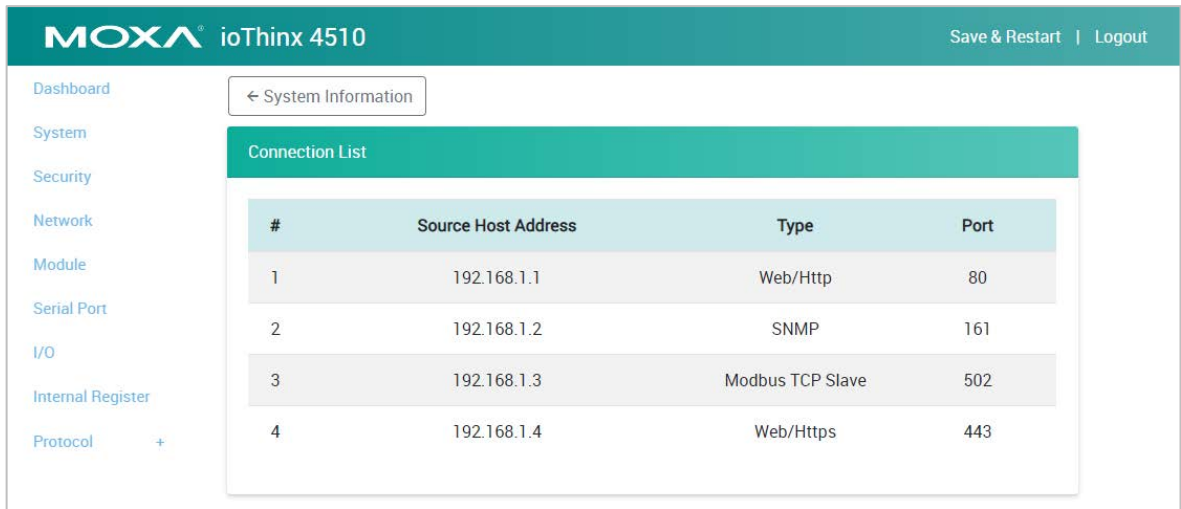 MOXA® ioThinx 4510
Save & Restart | Logout
Dashboard
System
Security
Network
Module
Serial Port
I/O
Internal Register
Protocol +
← System Information
Connection List
# Source Host Address Type Port
1 192.168.1.1 Web/Http 80
2 192.168.1.2 SNMP 161
3 192.168.1.3 Modbus TCP Slave 502
4 192.168.1.4 Web/Https 443